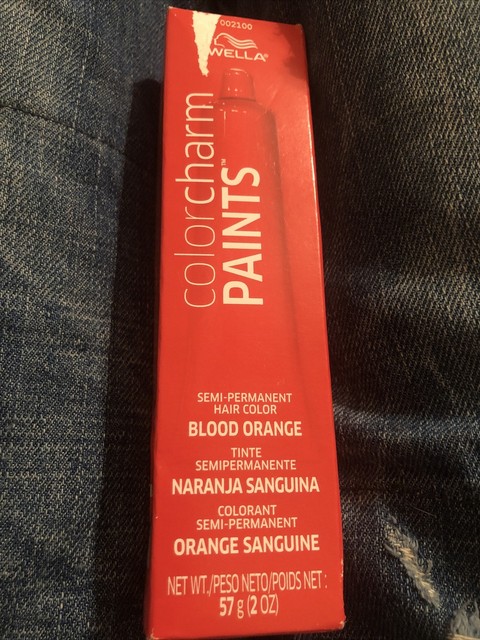 002100
WELLA®
colorcharm
PAINTS™
SEMI-PERMANENT
HAIR COLOR
BLOOD ORANGE
TINTE
SEMIPERMANENTE
NARANJA SANGUINA
COLORANT
SEMI-PERMANENT
ORANGE SANGUINE
NET WT./PESO NETO/POIDS NET :
57 g (2 OZ)